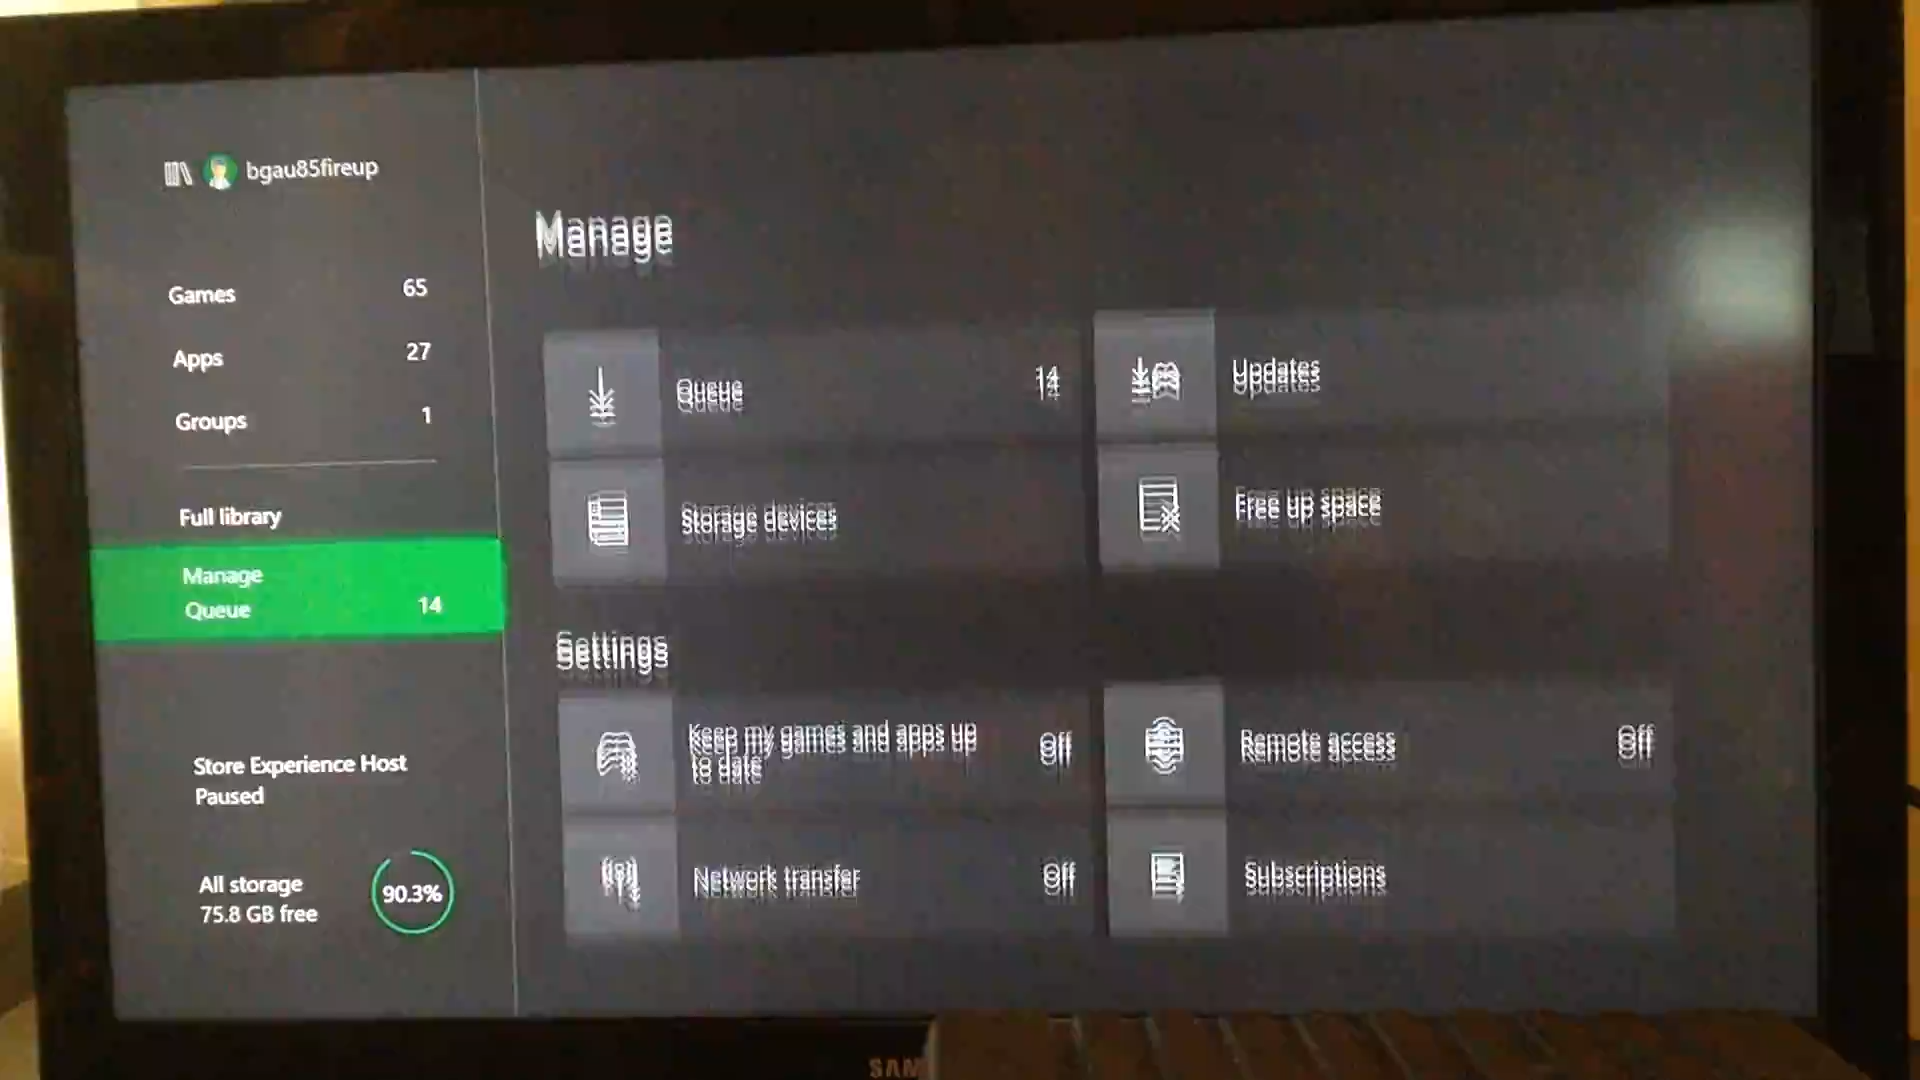 bgau85fireup
Games 65
Apps 27
Groups 1
Full library
Manage
Queue 14
Store Experience Host
Paused
All storage
75.8 GB free
90.3%
Manage
Queue 14
Updates
Storage devices
Free up space
Settings
Keep my games and apps up
to date
Off
Remote access Off
Network transfer Off
Subscriptions
SAM